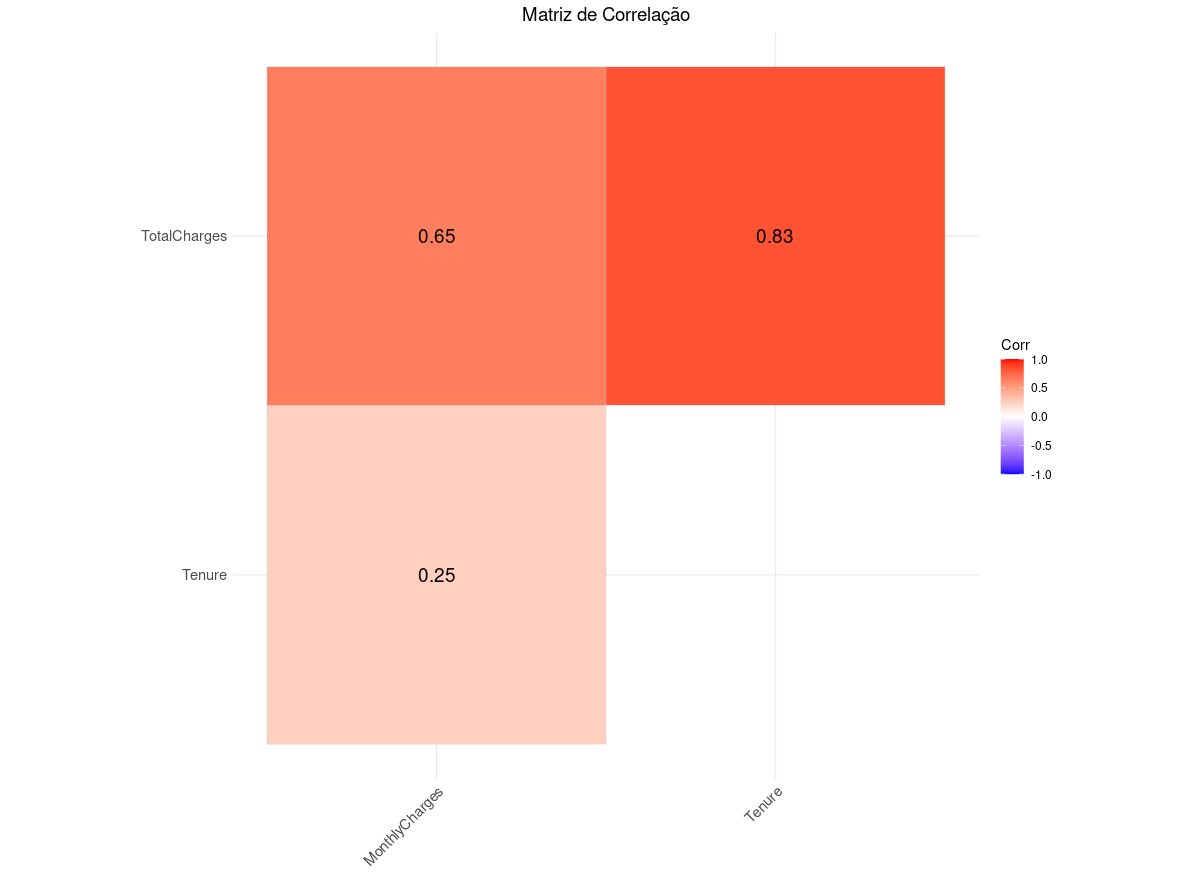 Matriz de Correlação
TotalCharges
0.65
0.83
Corr
1.0
0.5
0.0
-0.5
-1.0
Tenure
0.25
MonthlyCharges
Tenure